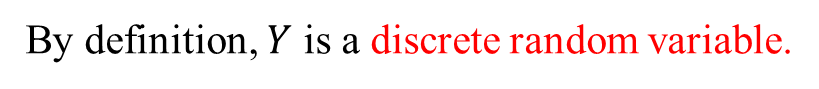 By definition, Y is a discrete random variable.